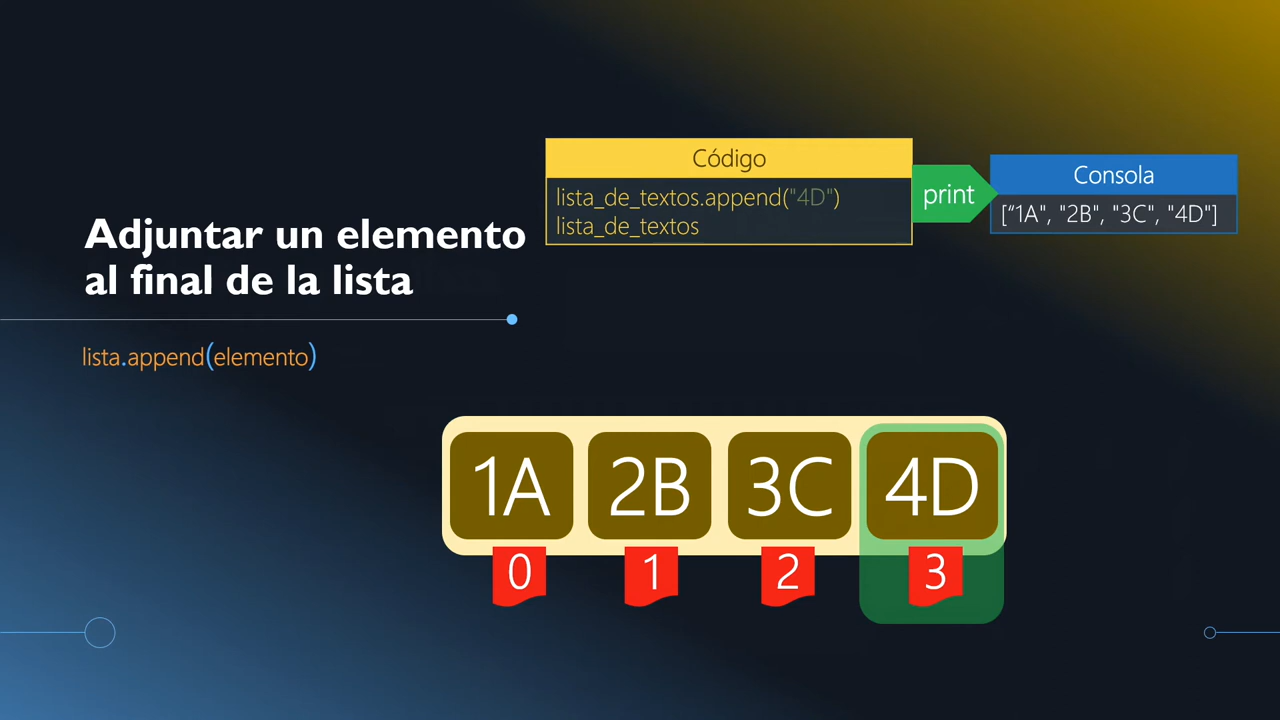 Adjuntar un elemento
al final de la lista
lista.append(elemento)
Código
lista_de_textos.append("4D")
lista_de_textos
print
Consola
[“1A", "2B", "3C", "4D"]
1A 2B 3C 4D
0 1 2 3